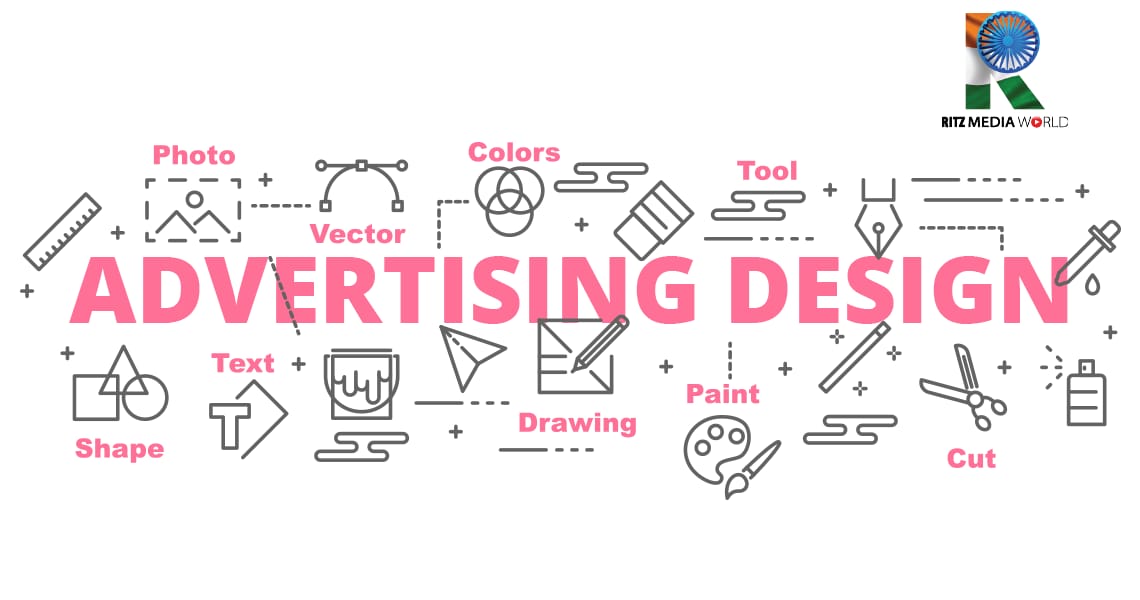 RITZ MEDIA WORLD
Photo
Vector
Colors
Tool
ADVERTISING DESIGN
Shape
Text
Drawing
Paint
Cut